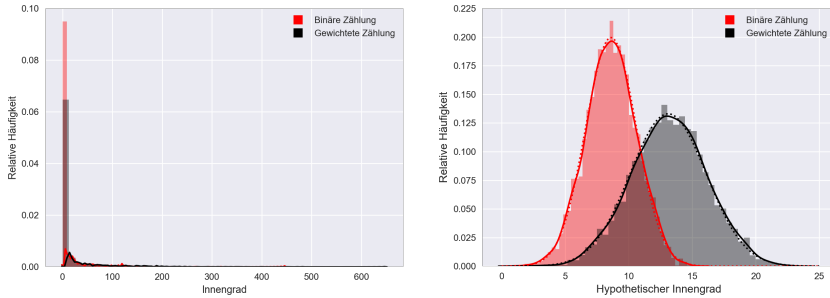 0.10
0.08
0.06
0.04
0.02
0.00
Relative Häufigkeit
Binäre Zählung
Gewichtete Zählung
0 100 200 300 400 500 600
Innengrad
0.225
0.200
0.175
0.150
0.125
0.100
0.075
0.050
0.025
0.000
Relative Häufigkeit
Binäre Zählung
Gewichtete Zählung
0 5 10 15 20 25
Hypothetischer Innengrad